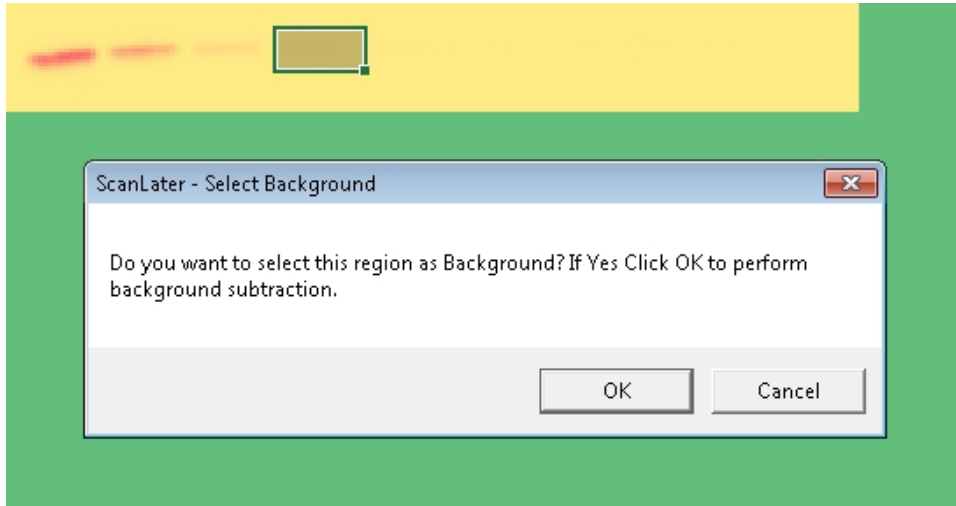 ScanLater - Select Background
Do you want to select this region as Background? If Yes Click OK to perform
background subtraction.
OK
Cancel